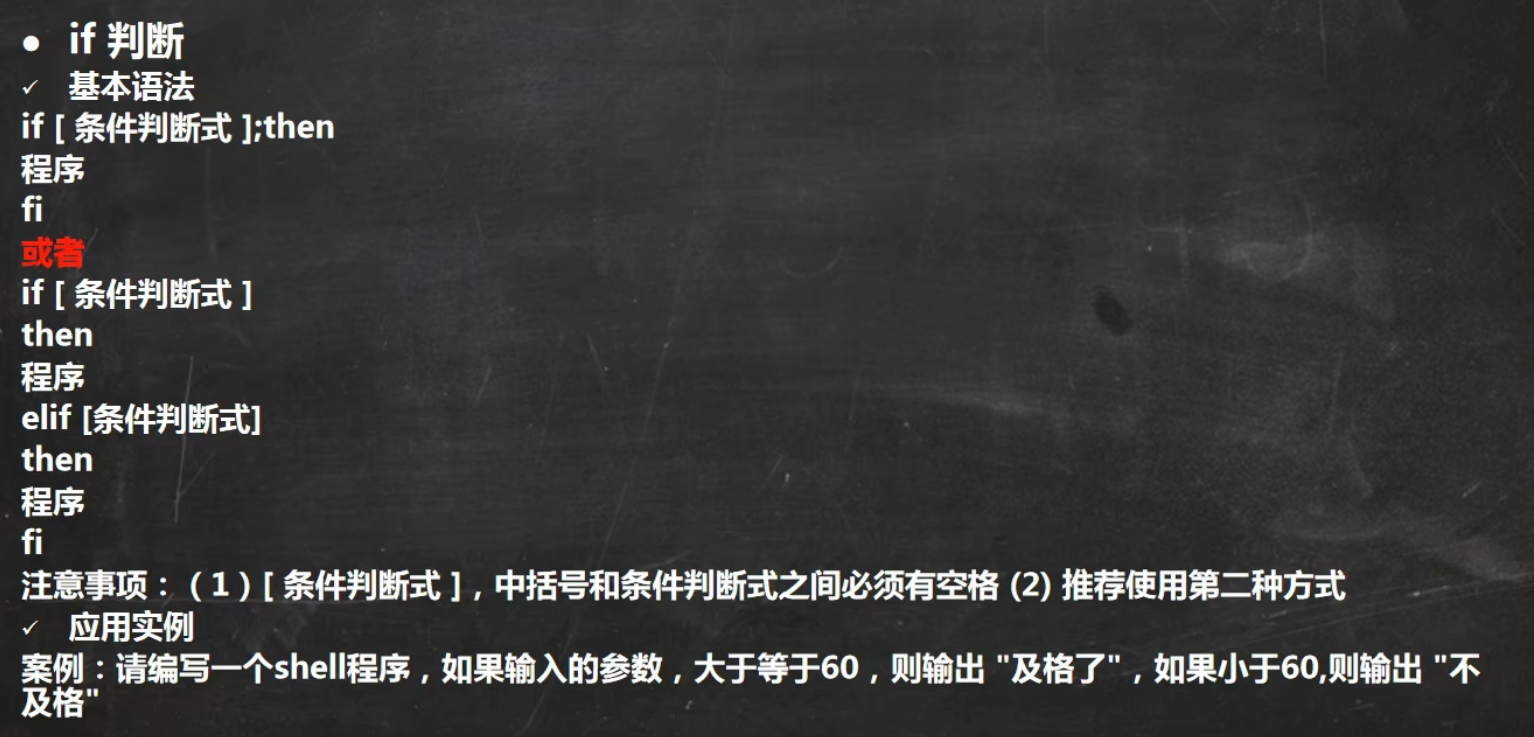 ● if 判断
✓ 基本语法
if [ 条件判断式 ];then
程序
fi
或者
if [ 条件判断式 ]
then
程序
elif [条件判断式]
then
程序
fi
注意事项：（1）[ 条件判断式 ]，中括号和条件判断式之间必须有空格 (2) 推荐使用第二种方式
✓ 应用实例
案例：请编写一个shell程序，如果输入的参数，大于等于60，则输出 "及格了"，如果小于60,则输出 "不
及格"